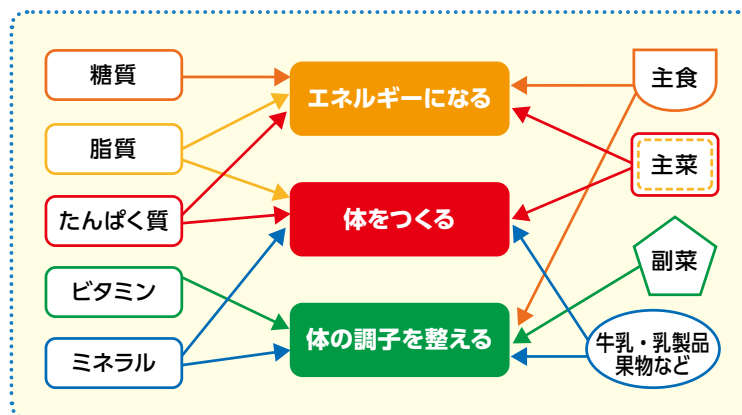 糖質
脂質
たんぱく質
ビタミン
ミネラル
エネルギーになる
体をつくる
体の調子を整える
主食
主菜
副菜
牛乳・乳製品
果物など